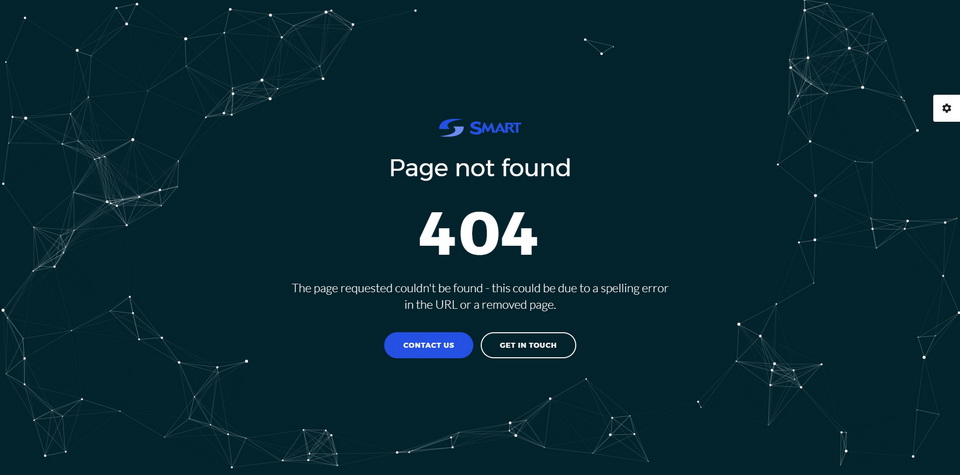 SMART
Page not found
404
The page requested couldn't be found - this could be due to a spelling error
in the URL or a removed page.
CONTACT US
GET IN TOUCH